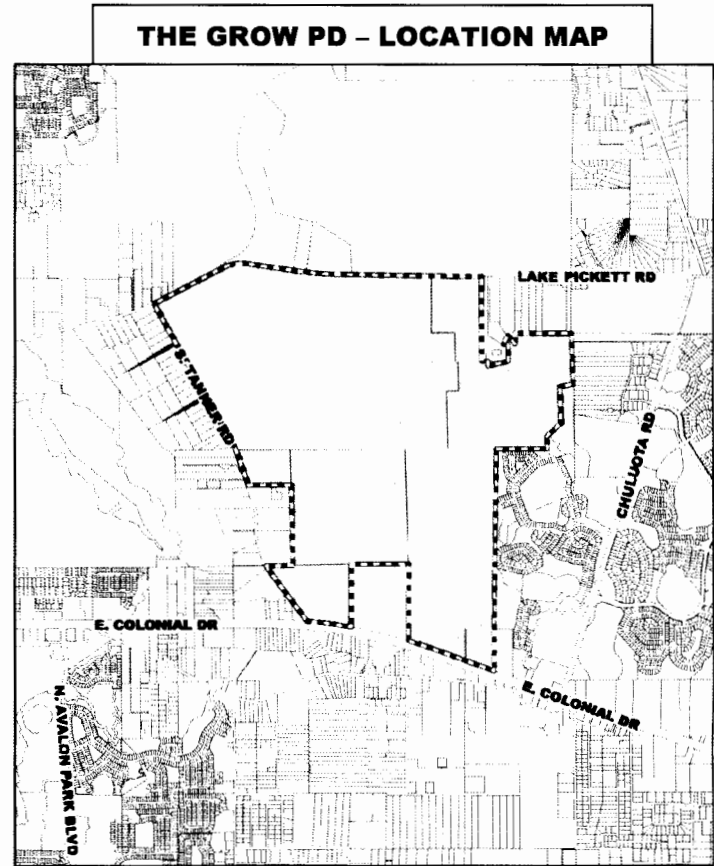 THE GROW PD – LOCATION MAP
LAKE PICKETT RD
S. TANNER RD
CHULUOTA RD
E. COLONIAL DR
E. COLONIAL DR
N. AVALON PARK BLVD